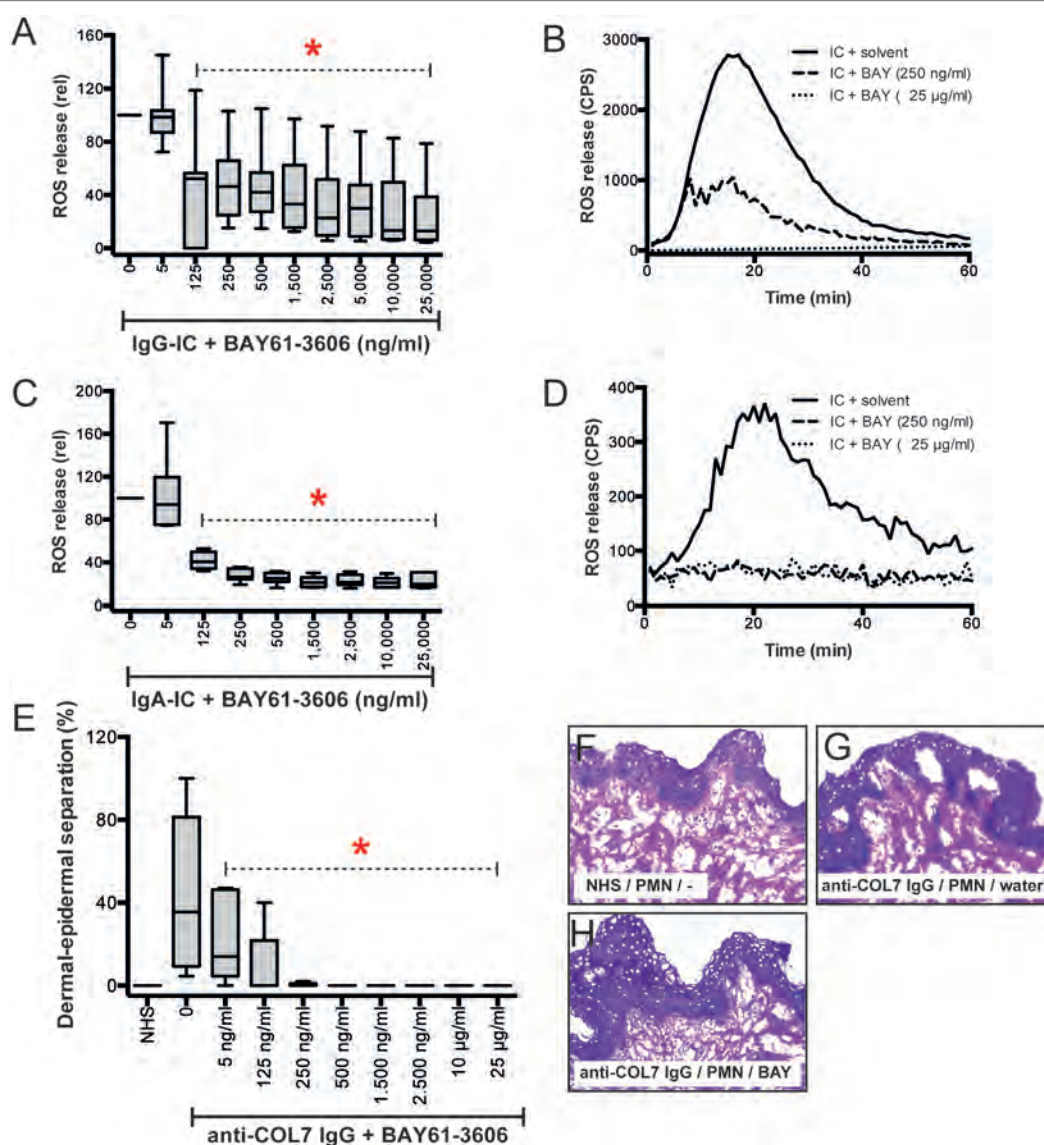 A
ROS release (rel)
160
120
80
40
0
*
0
5
125
250
500
1,500
2,500
5,000
10,000
25,000
IgG-IC + BAY61-3606 (ng/ml)
B
ROS release (CPS)
3000
2000
1000
0
IC + solvent
IC + BAY (250 ng/ml)
IC + BAY ( 25 µg/ml)
0
20
40
60
Time (min)
C
ROS release (rel)
200
160
120
80
40
0
*
0
5
125
250
500
1,500
2,500
10,000
25,000
IgA-IC + BAY61-3606 (ng/ml)
D
ROS release (CPS)
400
300
200
100
0
IC + solvent
IC + BAY (250 ng/ml)
IC + BAY ( 25 µg/ml)
0
20
40
60
Time (min)
E
Dermal-epidermal separation (%)
120
80
40
0
*
NHS
0
5 ng/ml
125 ng/ml
250 ng/ml
500 ng/ml
1.500 ng/ml
2.500 ng/ml
10 µg/ml
25 µg/ml
anti-COL7 IgG + BAY61-3606
F
NHS / PMN / -
G
anti-COL7 IgG / PMN / water
H
anti-COL7 IgG / PMN / BAY